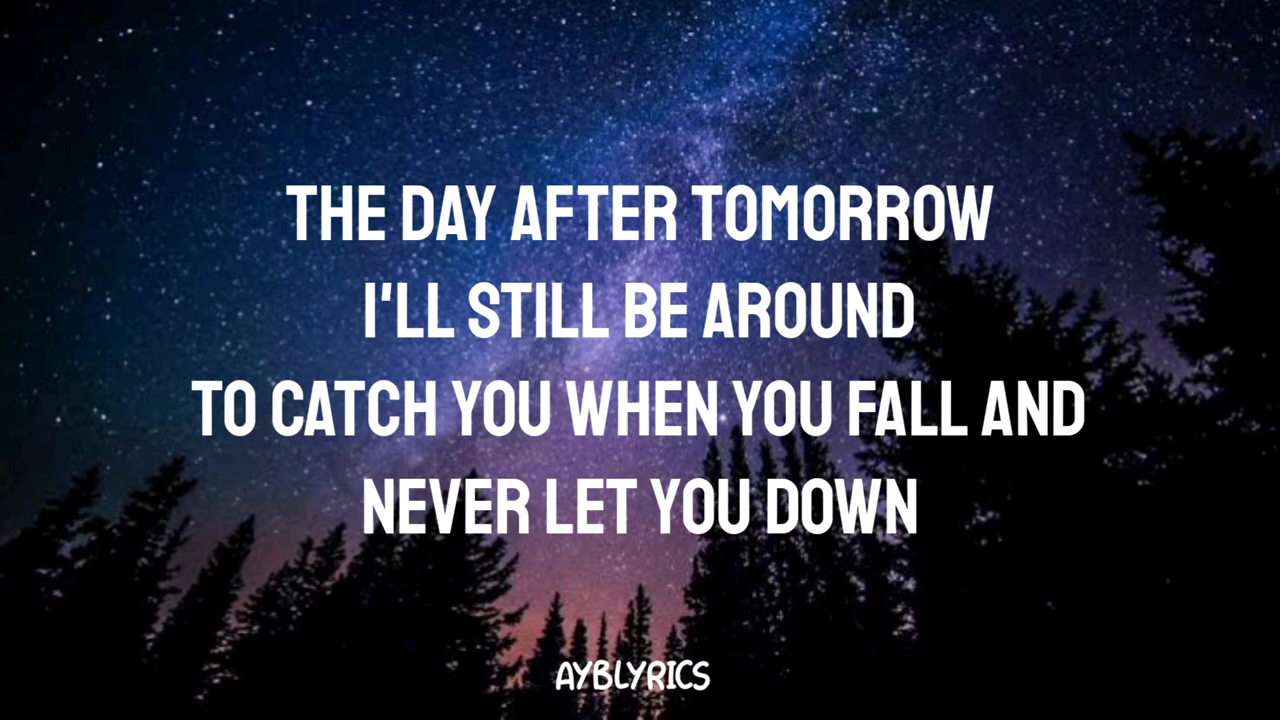 THE DAY AFTER TOMORROW
I'LL STILL BE AROUND
TO CATCH YOU WHEN YOU FALL AND
NEVER LET YOU DOWN
AYBLYRICS